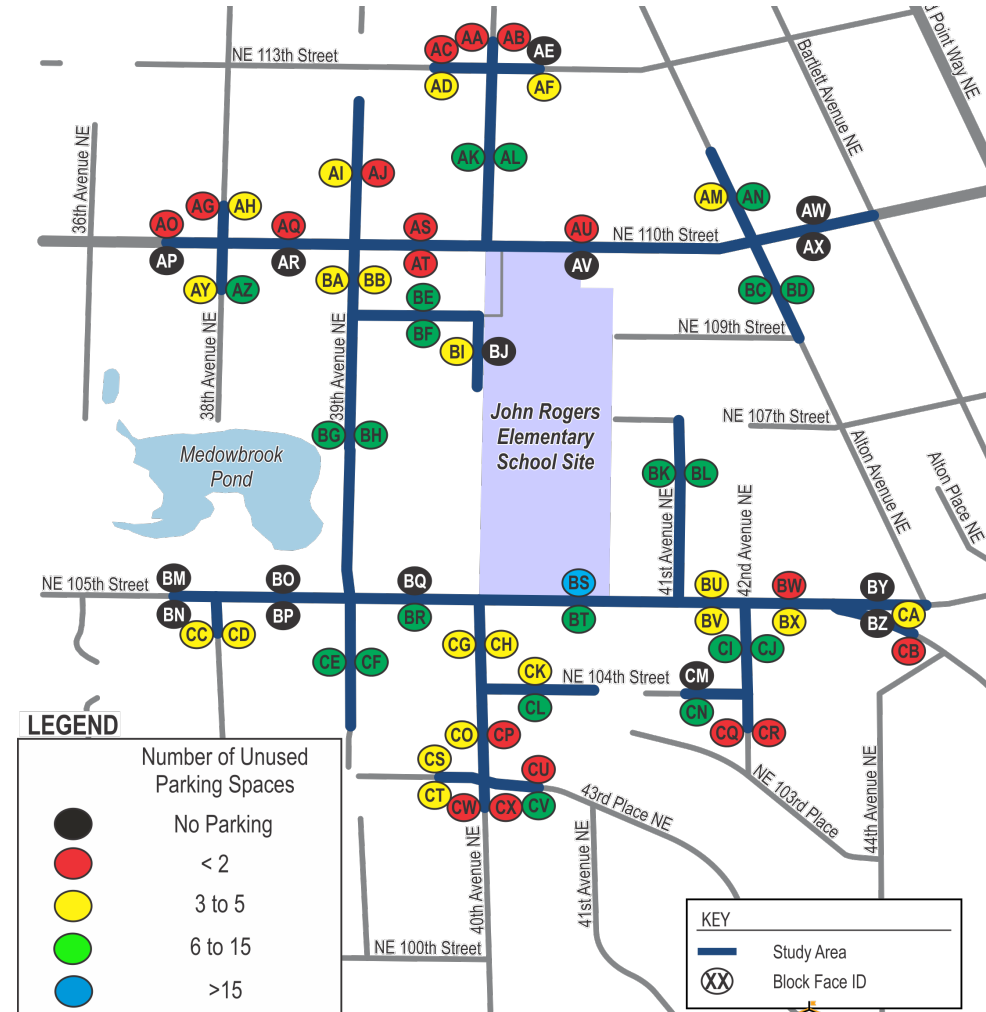 AA
AB
AC
AE
NE 113th Street
AD
AF
d Point Way NE
Bartlett Avenue NE
36th Avenue NE
AK
AL
AI
AJ
AM
AN
AG
AH
AO
AQ
AS
AU
AW
NE 110th Street
AP
AR
AT
AV
AX
AY
AZ
BA
BB
BC
BD
BE
BF
NE 109th Street
38th Avenue NE
39th Avenue NE
BI
BJ
John Rogers
Elementary
School Site
NE 107th Street
BG
BH
Medowbrook
Pond
BK
BL
41st Avenue NE
42nd Avenue NE
Alton Avenue NE
Alton Place NE
NE 105th Street
BM
BO
BQ
BS
BU
BW
BY
BN
BP
BR
BT
BV
BX
BZ
CA
CB
CC
CD
CE
CF
CG
CH
CI
CJ
CK
NE 104th Street
CL
CM
CN
CO
CP
CQ
CR
CS
CT
CU
CV
CW
CX
43rd Place NE
NE 103rd Place
44th Avenue NE
40th Avenue NE
41st Avenue NE
NE 100th Street
LEGEND
Number of Unused
Parking Spaces
No Parking
< 2
3 to 5
6 to 15
>15
KEY
Study Area
XX
Block Face ID